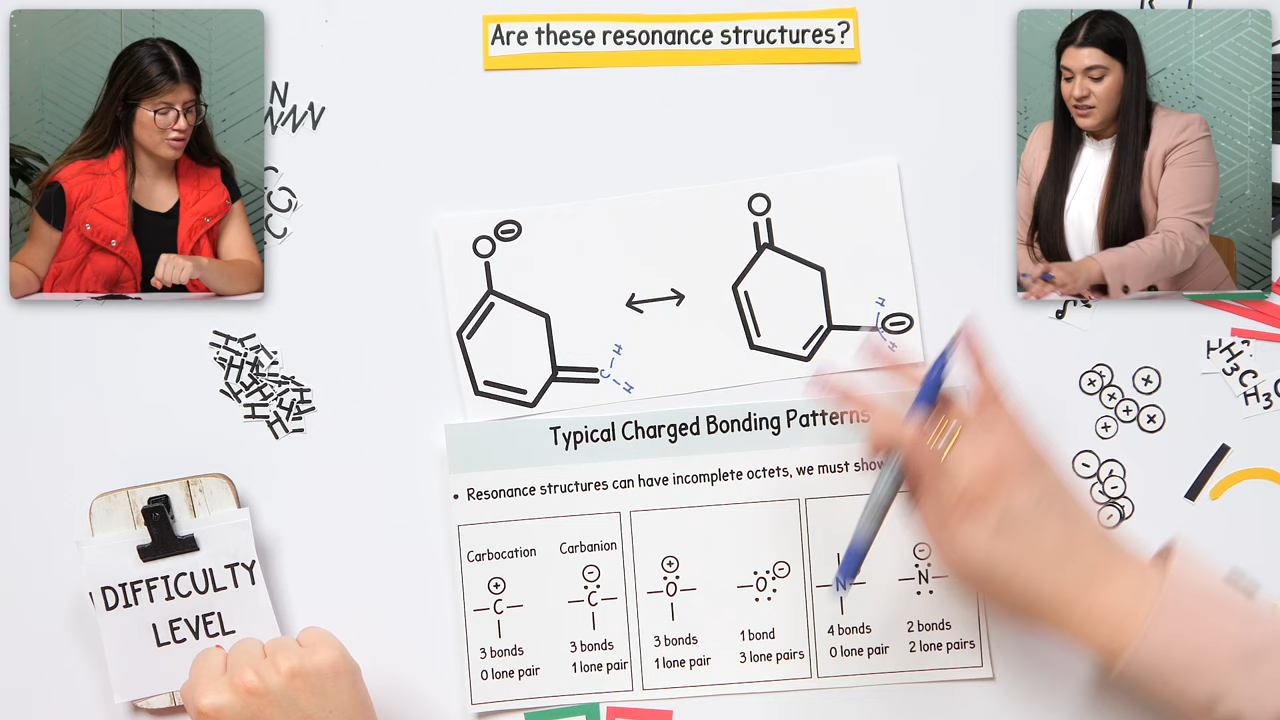 Are these resonance structures?
N
O
O
H
C
H
H
H
Typical Charged Bonding Patterns
• Resonance structures can have incomplete octets, we must show
Carbocation Carbanion
C C O O N N
3 bonds 3 bonds 3 bonds 1 bond 4 bonds 2 bonds
0 lone pair 1 lone pair 1 lone pair 3 lone pairs 0 lone pair 2 lone pairs
DIFFICULTY
LEVEL
H₃C
H₃C